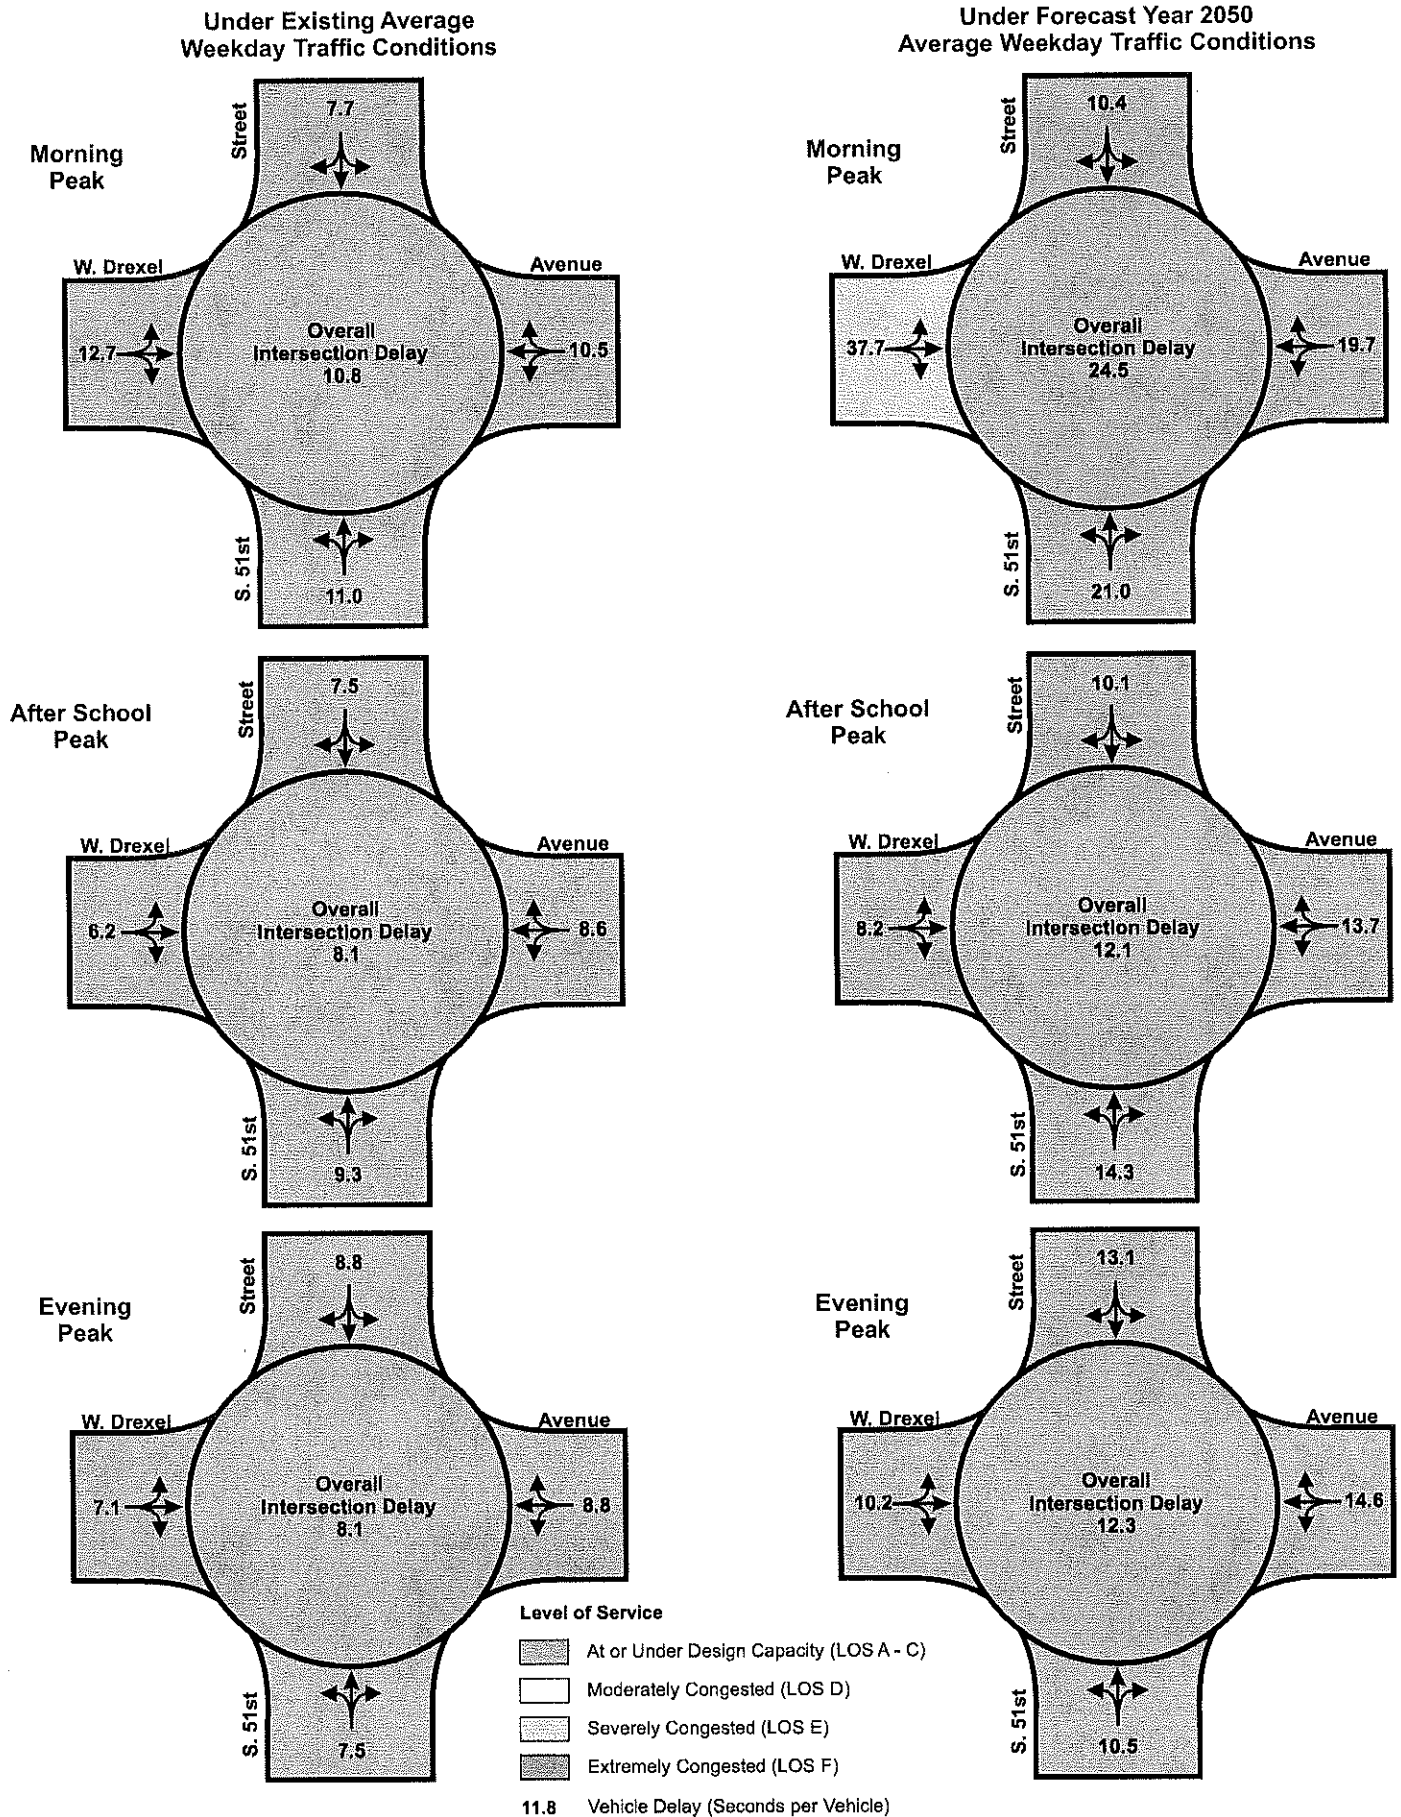 Under Existing Average
Weekday Traffic Conditions
Under Forecast Year 2050
Average Weekday Traffic Conditions
Morning
Peak
Street
7.7
W. Drexel
Avenue
12.7
Overall
Intersection Delay
10.8
10.5
S. 51st
11.0
Morning
Peak
Street
10.4
W. Drexel
Avenue
37.7
Overall
Intersection Delay
24.5
19.7
S. 51st
21.0
After School
Peak
Street
7.5
W. Drexel
Avenue
6.2
Overall
Intersection Delay
8.1
8.6
S. 51st
9.3
After School
Peak
Street
10.1
W. Drexel
Avenue
8.2
Overall
Intersection Delay
12.1
13.7
S. 51st
14.3
Evening
Peak
Street
8.8
W. Drexel
Avenue
7.1
Overall
Intersection Delay
8.1
8.8
S. 51st
7.5
Evening
Peak
Street
13.1
W. Drexel
Avenue
10.2
Overall
Intersection Delay
12.3
14.6
S. 51st
10.5
Level of Service
At or Under Design Capacity (LOS A - C)
Moderately Congested (LOS D)
Severely Congested (LOS E)
Extremely Congested (LOS F)
11.8 Vehicle Delay (Seconds per Vehicle)